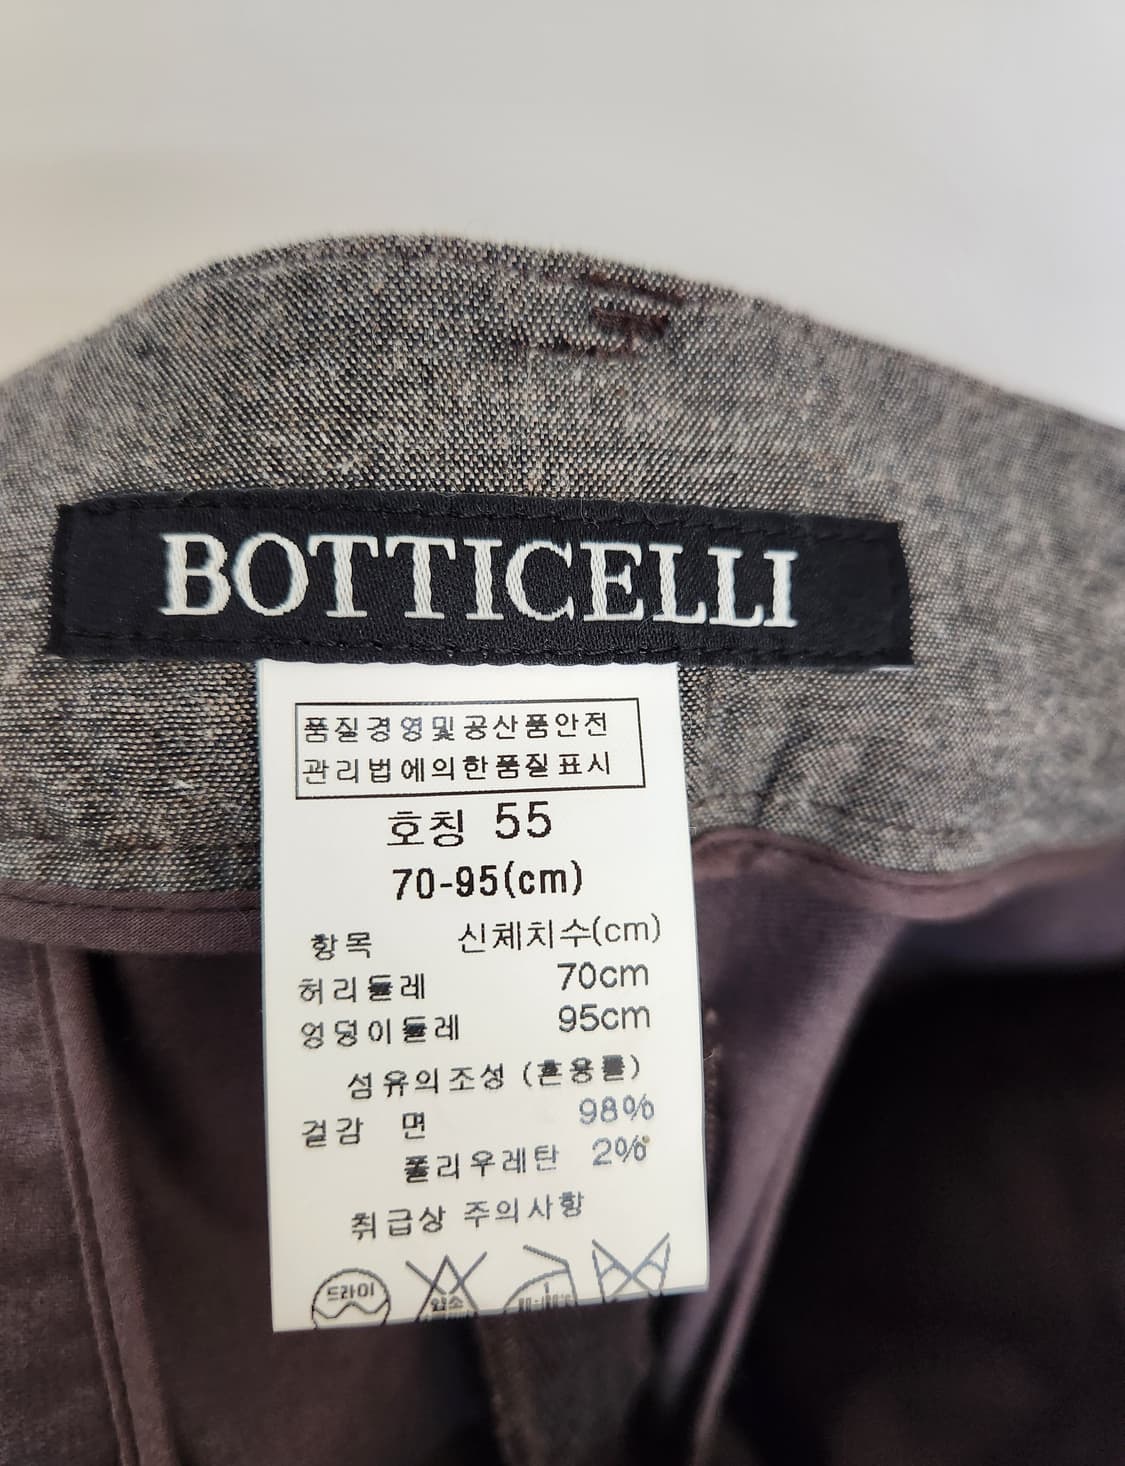 BOTTICELLI
품질경영및공산품안전
관리법에의한품질표시
호칭 55
70-95(cm)
항목 신체치수(cm)
허리둘레 70cm
엉덩이둘레 95cm
섬유의조성 (혼용률)
겉감 면 98%
폴리우레탄 2%
취급상 주의사항
드라이